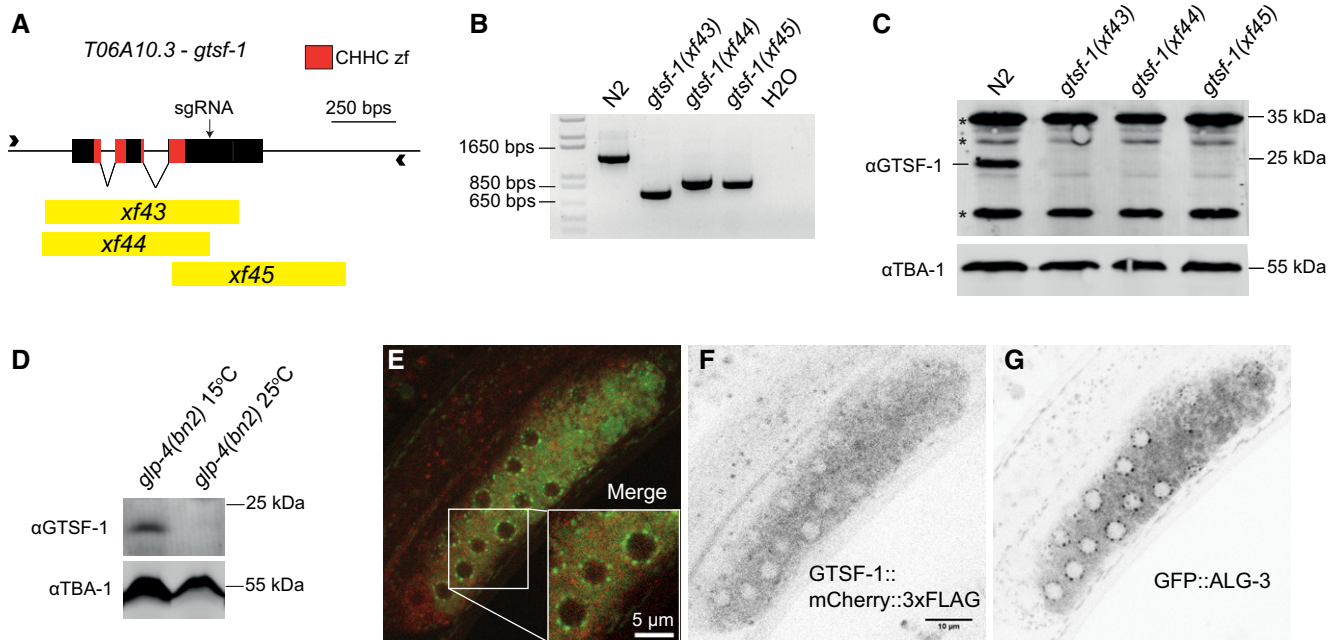 A
T06A10.3 - gtsf-1
CHHC zf
sgRNA
250 bps
xf43
xf44
xf45
B
N2
gtsf-1(xf43)
gtsf-1(xf44)
gtsf-1(xf45)
H2O
1650 bps
850 bps
650 bps
C
N2
gtsf-1(xf43)
gtsf-1(xf44)
gtsf-1(xf45)
*
35 kDa
*
αGTSF-1
25 kDa
*
αTBA-1
55 kDa
D
glp-4(bn2) 15°C
glp-4(bn2) 25°C
25 kDa
αGTSF-1
αTBA-1
55 kDa
E
Merge
5 µm
F
GTSF-1::
mCherry::3xFLAG
10 µm
G
GFP::ALG-3